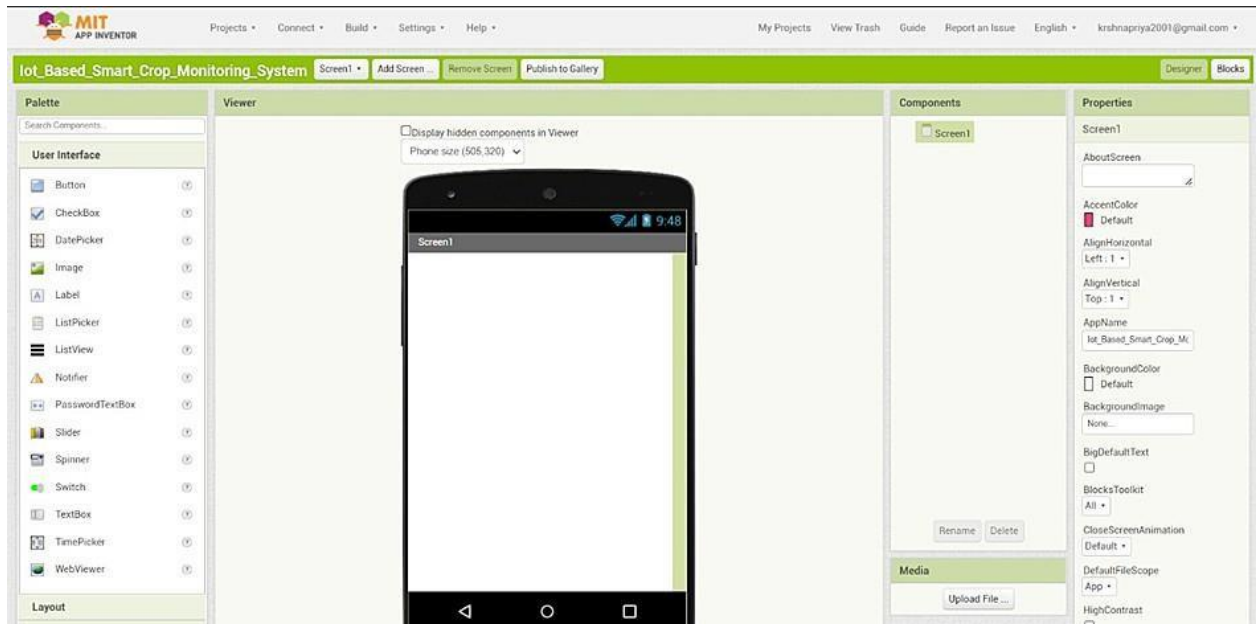 MIT
APP INVENTOR
Projects Connect Build Settings Help My Projects View Trash Guide Report an Issue English krshnapriya2001@gmail.com
Iot_Based_Smart_Crop_Monitoring_System Screen1 Add Screen ... Remove Screen Publish to Gallery Designer Blocks
Palette
Search Components...
User Interface
Button
CheckBox
DatePicker
Image
Label
ListPicker
ListView
Notifier
PasswordTextBox
Slider
Spinner
Switch
TextBox
TimePicker
WebViewer
Layout
Viewer
Display hidden components in Viewer
Phone size (505,320)
9:48
Screen1
Components
Screen1
Rename Delete
Media
Upload File ...
Properties
Screen1
AboutScreen
AccentColor
Default
AlignHorizontal
Left : 1
AlignVertical
Top : 1
AppName
Iot_Based_Smart_Crop_Mc
BackgroundColor
Default
BackgroundImage
None...
BigDefaultText
BlocksToolkit
All
CloseScreenAnimation
Default
DefaultFileScope
App
HighContrast